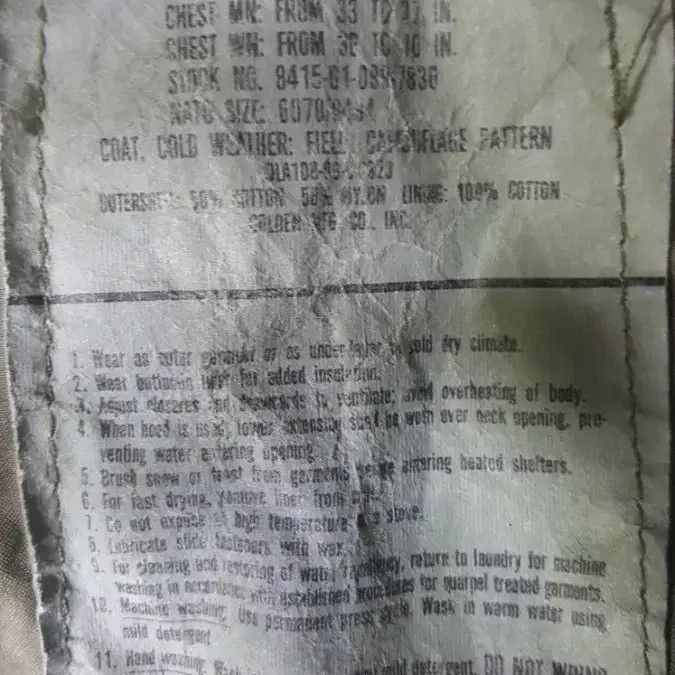 CHEST MN: FROM 33 TO 37 IN.
CHEST WN: FROM TO IN.
STOCK NO. 8415-01-099-7830
NATO SIZE:
COAT, COLD WEATHER: FIELD, CAMOUFLAGE PATTERN
OUTERSHELL: 50% COTTON 50% NYLON LINING: 100% COTTON
GOLDEN MFG. CO., INC.
1. Wear as outer garment or as under-layer in cold dry climate.
2. Wear button-in liner for added insulation.
3. Adjust closures and drawcords to ventilate; avoid overheating of body.
4. When hood is used, lower extension shall be worn over neck opening, pre-
venting water entering opening.
5. Brush snow or frost from garments before entering heated shelters.
6. For fast drying, remove liner from
7. Do not expose to high temperature of a stove.
8. Lubricate slide fasteners with wax.
9. For cleaning and restoring of water repellency, return to laundry for machine
washing in accordance with established procedures for quarpel treated garments.
10. Machine washing. Use permanent press cycle. Wask in warm water using
mild detergent
11. Hand washing. mild detergent. DO NOT WRING